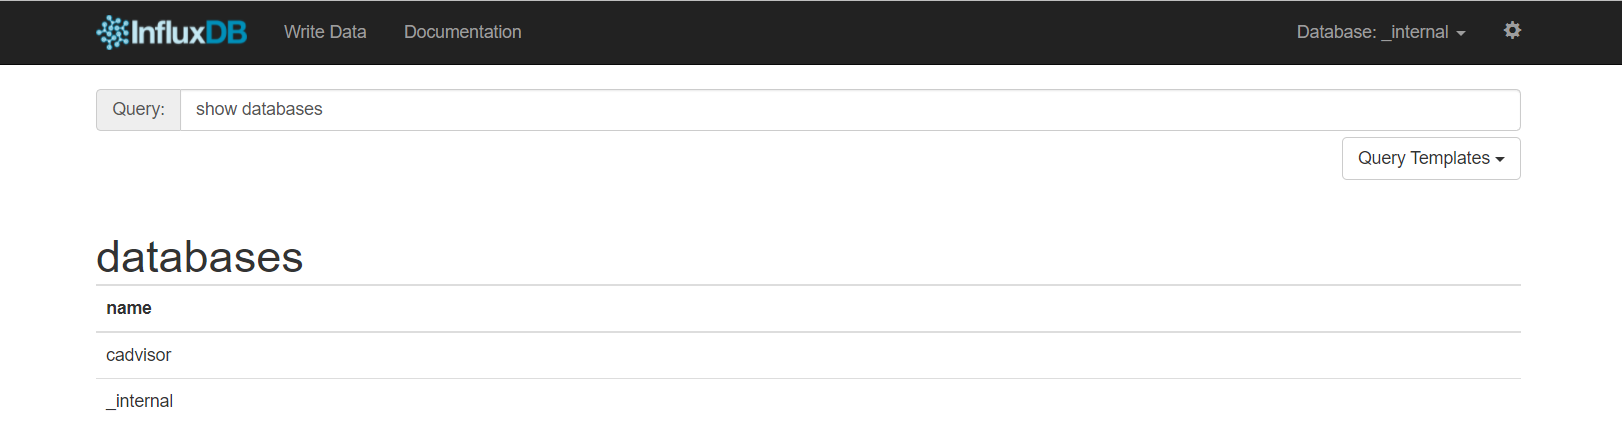 InfluxDB Write Data Documentation Database: _internal
Query: show databases
Query Templates
databases
name
cadvisor
_internal